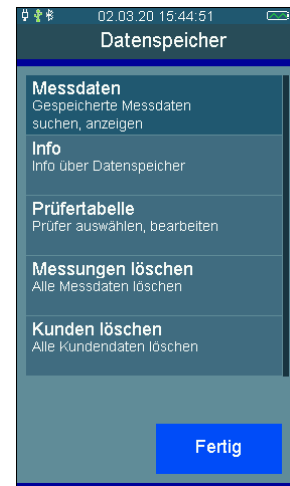 02.03.20 15:44:51
Datenspeicher
Messdaten
Gespeicherte Messdaten
suchen, anzeigen
Info
Info über Datenspeicher
Prüfertabelle
Prüfer auswählen, bearbeiten
Messungen löschen
Alle Messdaten löschen
Kunden löschen
Alle Kundendaten löschen
Fertig